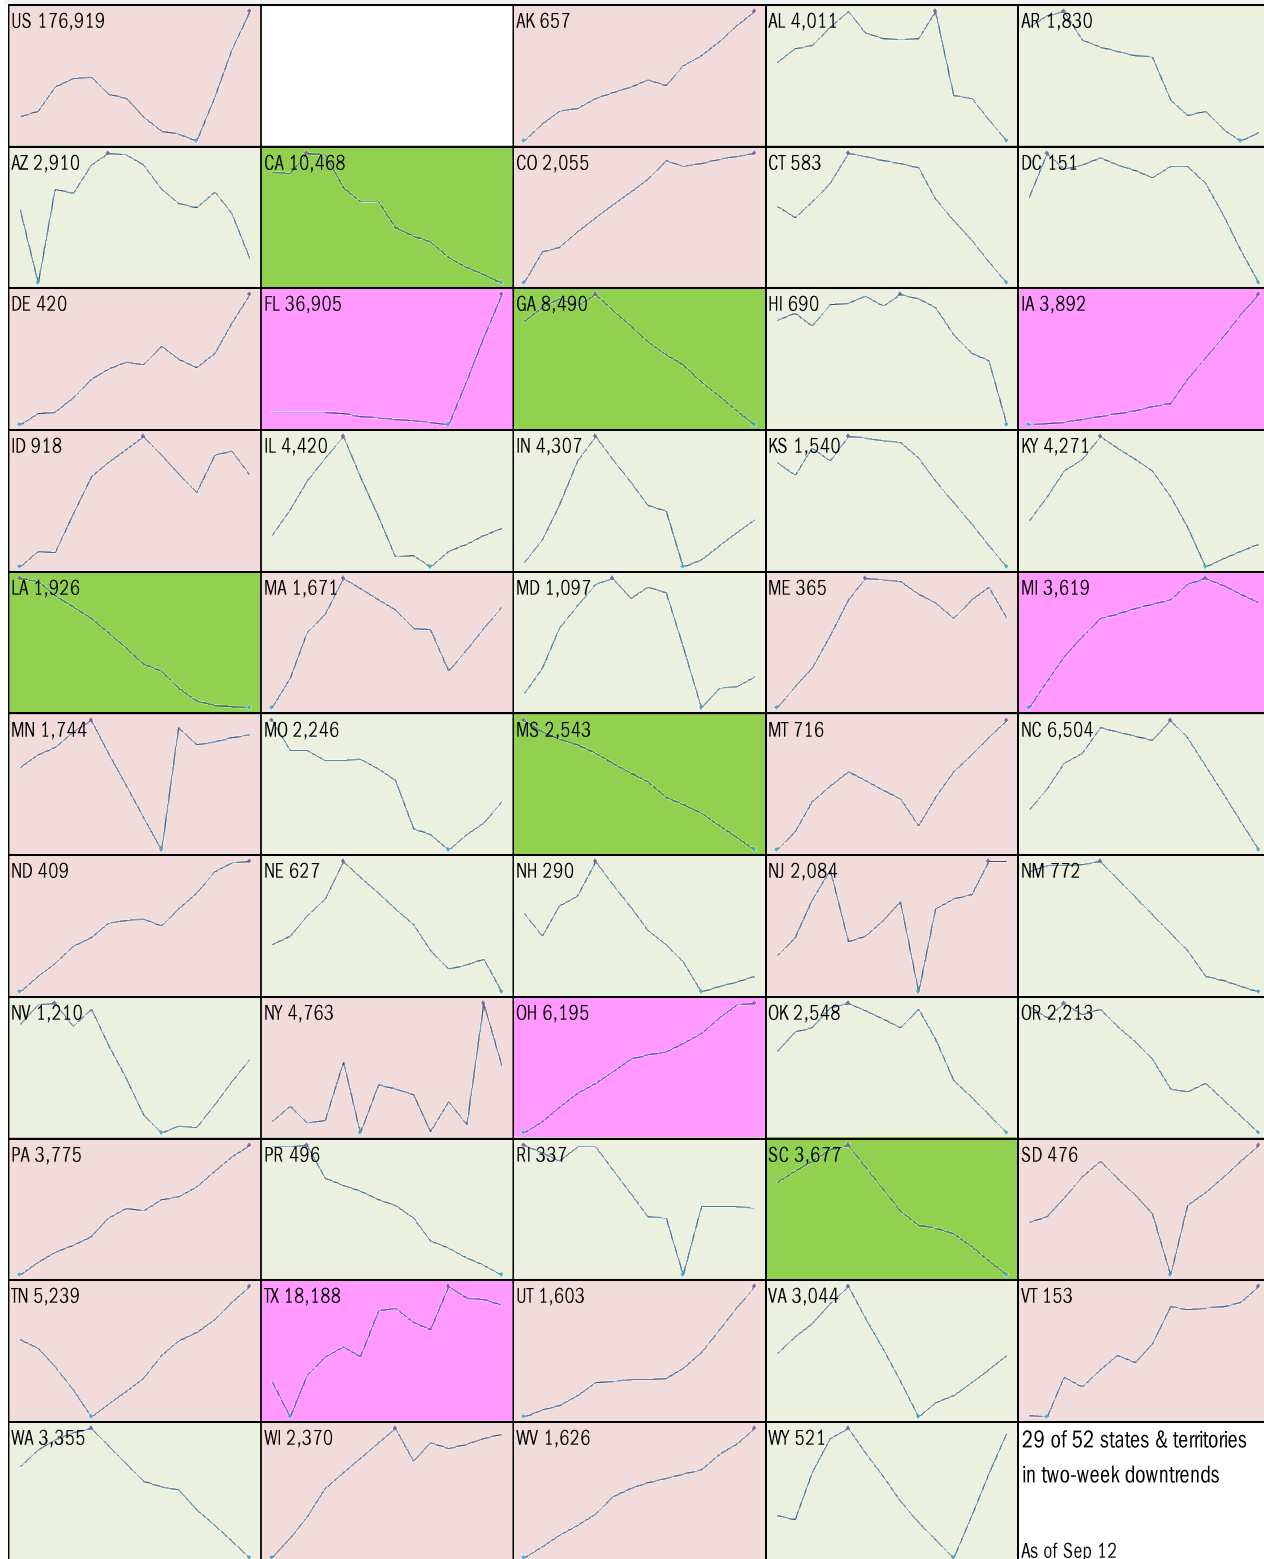 US 176,919
AK 657
AL 4,011
AR 1,830
AZ 2,910
CA 10,468
CO 2,055
CT 583
DC 151
DE 420
FL 36,905
GA 8,490
HI 690
IA 3,892
ID 918
IL 4,420
IN 4,307
KS 1,540
KY 4,271
LA 1,926
MA 1,671
MD 1,097
ME 365
MI 3,619
MN 1,744
MO 2,246
MS 2,543
MT 716
NC 6,504
ND 409
NE 627
NH 290
NJ 2,084
NM 772
NV 1,210
NY 4,763
OH 6,195
OK 2,548
OR 2,213
PA 3,775
PR 496
RI 337
SC 3,677
SD 476
TN 5,239
TX 18,188
UT 1,603
VA 3,044
VT 153
WA 3,355
WI 2,370
WV 1,626
WY 521
29 of 52 states & territories
in two-week downtrends
As of Sep 12